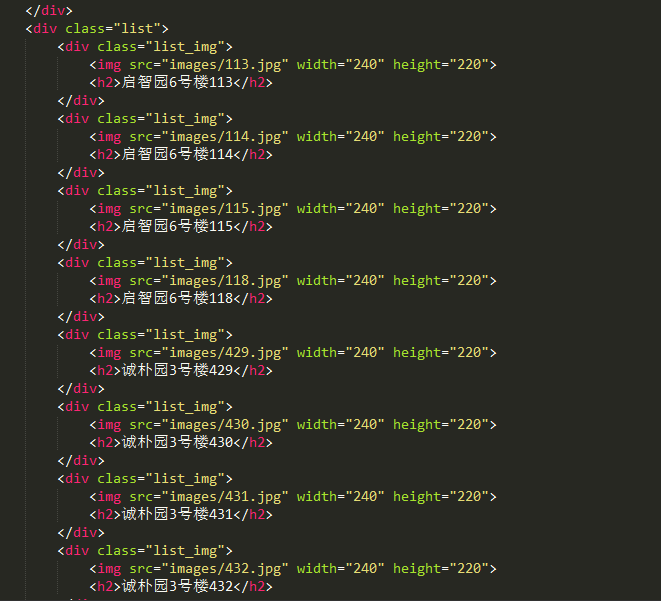 </div>
<div class="list">
<div class="list_img">
<img src="images/113.jpg" width="240" height="220">
<h2>启智园6号楼113</h2>
</div>
<div class="list_img">
<img src="images/114.jpg" width="240" height="220">
<h2>启智园6号楼114</h2>
</div>
<div class="list_img">
<img src="images/115.jpg" width="240" height="220">
<h2>启智园6号楼115</h2>
</div>
<div class="list_img">
<img src="images/118.jpg" width="240" height="220">
<h2>启智园6号楼118</h2>
</div>
<div class="list_img">
<img src="images/429.jpg" width="240" height="220">
<h2>诚朴园3号楼429</h2>
</div>
<div class="list_img">
<img src="images/430.jpg" width="240" height="220">
<h2>诚朴园3号楼430</h2>
</div>
<div class="list_img">
<img src="images/431.jpg" width="240" height="220">
<h2>诚朴园3号楼431</h2>
</div>
<div class="list_img">
<img src="images/432.jpg" width="240" height="220">
<h2>诚朴园3号楼432</h2>